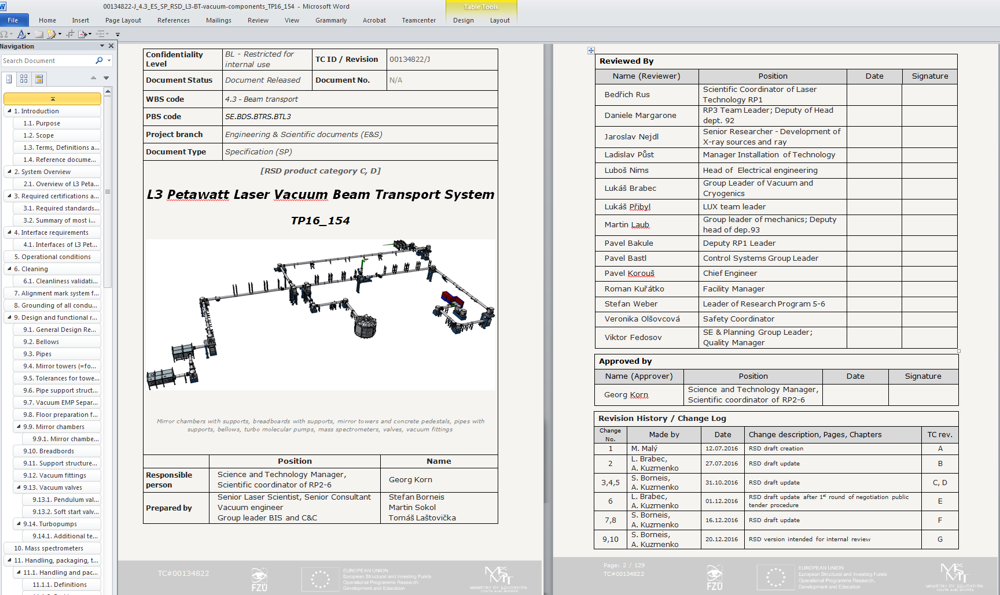 00134822-J_4.3_ES_SP_RSD_L3-BT-vacuum-components_TP16_154 - Microsoft Word
Table Tools
File Home Insert Page Layout References Mailings Review View Grammarly Acrobat Teamcenter Design Layout
Navigation
Search Document
1. Introduction
1.1. Purpose
1.2. Scope
1.3. Terms, Definitions a...
1.4. Reference docume...
2. System Overview
2.1. Overview of L3 Peta...
3. Required certifications a...
3.1. Required standards...
3.2. Summary of most i...
4. Interface requirements
4.1. Interfaces of L3 Pet...
5. Operational conditions
6. Cleaning
6.1. Cleanliness validati...
7. Alignment mark system f...
8. Grounding of all condu...
9. Design and functional r...
9.1. General Design Re...
9.2. Bellows
9.3. Pipes
9.4. Mirror towers (=fo...
9.5. Tolerances for towe...
9.6. Pipe support struct...
9.7. Vacuum EMP Separ...
9.8. Floor preparation f...
9.9. Mirror chambers
9.9.1. Mirror chambe...
9.10. Breadbords
9.11. Support structure...
9.12. Vacuum fittings
9.13. Vacuum valves
9.13.1. Pendulum val...
9.13.2. Soft start valv...
9.14. Turbopumps
9.14.1. Additional te...
10. Mass spectrometers
11. Handling, packaging, t...
11.1. Handling and pac...
11.1.1. Definitions
Confidentiality Level BL - Restricted for internal use TC ID / Revision 00134822/J
Document Status Document Released Document No. N/A
WBS code 4.3 - Beam transport
PBS code SE.BDS.BTRS.BTL3
Project branch Engineering & Scientific documents (E&S)
Document Type Specification (SP)
[RSD product category C, D]
L3 Petawatt Laser Vacuum Beam Transport System
TP16_154
Mirror chambers with supports, breadboards with supports, mirror towers and concrete pedestals, pipes with
supports, bellows, turbo molecular pumps, mass spectrometers, valves, vacuum fittings
Position Name
Responsible person Science and Technology Manager, Scientific coordinator of RP2-6 Georg Korn
Prepared by
Senior Laser Scientist, Senior Consultant Stefan Borneis
Vacuum engineer Martin Sokol
Group leader BIS and C&C Tomáš Laštovička
TC#00134822
FZÚ
EUROPEAN UNION
European Structural and Investing Funds
Operational Programme Research,
Development and Education
MSMT
MINISTRY OF EDUCATION
YOUTH AND SPORTS
Reviewed By
Name (Reviewer) Position Date Signature
Bedřich Rus Scientific Coordinator of Laser Technology RP1
Daniele Margarone RP3 Team Leader; Deputy of Head dept. 92
Jaroslav Nejdl Senior Researcher - Development of X-ray sources and ray
Ladislav Půst Manager Installation of Technology
Luboš Nims Head of Electrical engineering
Lukáš Brabec Group Leader of Vacuum and Cryogenics
Lukáš Přibyl LUX team leader
Martin Laub Group leader of mechanics; Deputy head of dep.93
Pavel Bakule Deputy RP1 Leader
Pavel Bastl Control Systems Group Leader
Pavel Korouš Chief Engineer
Roman Kuřátko Facility Manager
Stefan Weber Leader of Research Program 5-6
Veronika Olšovcová Safety Coordinator
Viktor Fedosov SE & Planning Group Leader; Quality Manager
Approved by
Name (Approver) Position Date Signature
Georg Korn Science and Technology Manager, Scientific coordinator of RP2-6
Revision History / Change Log
Change No. Made by Date Change description, Pages, Chapters TC rev.
1 M. Malý 12.07.2016 RSD draft creation A
2 L. Brabec, A. Kuzmenko 27.07.2016 RSD draft update B
3,4,5 S. Borneis, A. Kuzmenko 31.10.2016 RSD draft update C, D
6 L. Brabec, A. Kuzmenko 01.12.2016 RSD draft update after 1st round of negotiation public tender procedure E
7,8 S. Borneis, A. Kuzmenko 16.12.2016 RSD draft update F
9,10 S. Borneis, A. Kuzmenko 20.12.2016 RSD version intended for internal review G
Page: 2 / 129
TC#00134822
FZÚ
EUROPEAN UNION
European Structural and Investing Funds
Operational Programme Research,
Development and Education
MSMT
MINISTRY OF EDUCATION
YOUTH AND SPORTS